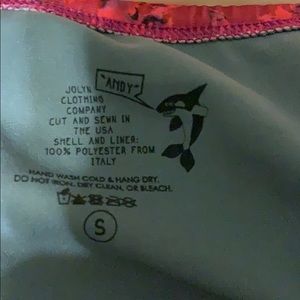 JOLYN
"ANDY"
CLOTHING
COMPANY
CUT AND SEWN IN
THE USA
SHELL AND LINER:
100% POLYESTER FROM
ITALY
HAND WASH COLD & HANG DRY.
DO NOT IRON, DRY CLEAN, OR BLEACH.
S